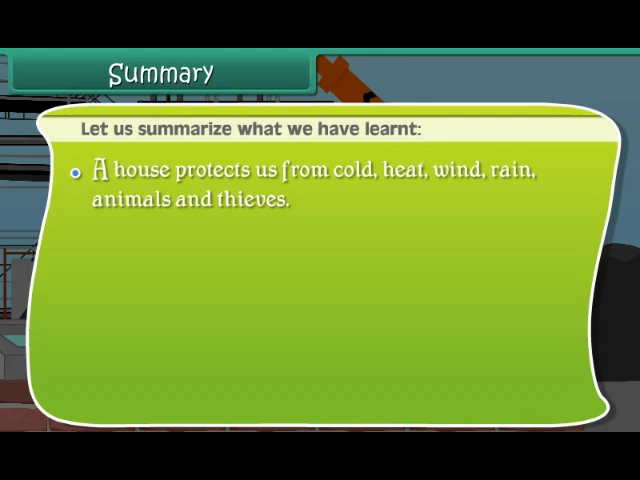 Summary
Let us summarize what we have learnt:
A house protects us from cold, heat, wind, rain,
animals and thieves.